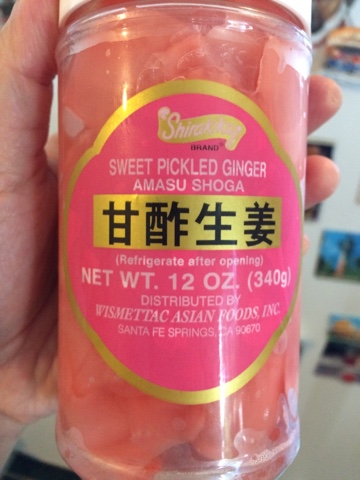 Shirakiku
BRAND®
SWEET PICKLED GINGER
AMASU SHOGA
甘酢生姜
(Refrigerate after opening)
NET WT. 12 OZ. (340g)
DISTRIBUTED BY
WISMETTAC ASIAN FOODS, INC.
SANTA FE SPRINGS, CA 90670